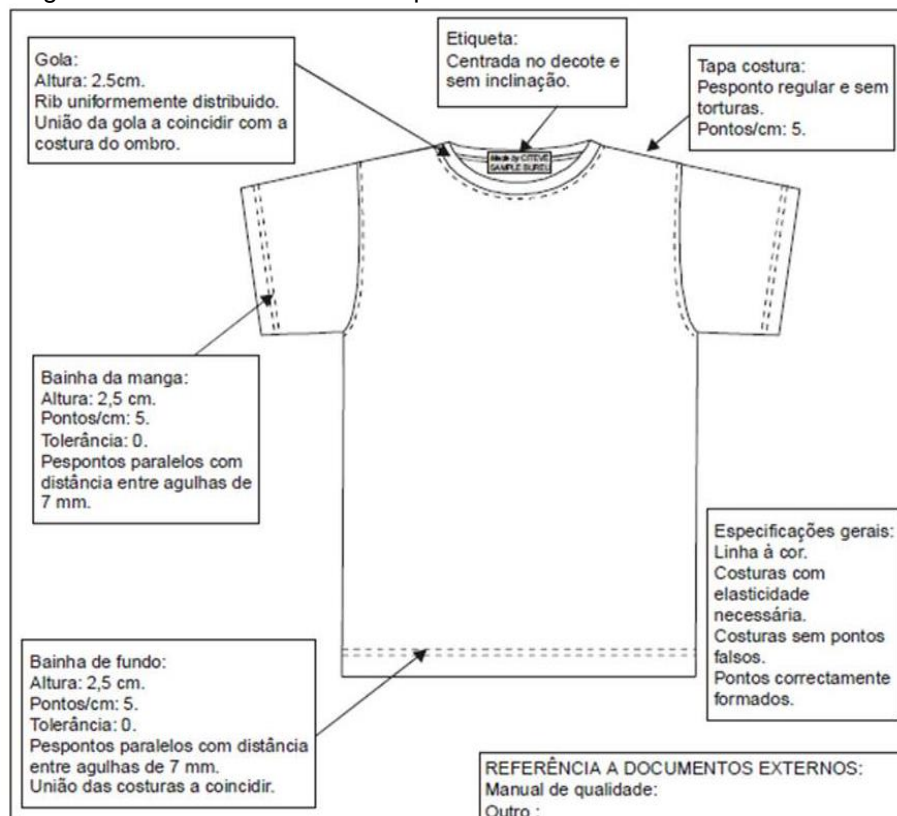 Gola:
Altura: 2.5cm.
Rib uniformemente distribuido.
União da gola a coincidir com a
costura do ombro.
Etiqueta:
Centrada no decote e
sem inclinação.
Tapa costura:
Pesponto regular e sem
torturas.
Pontos/cm: 5.
Made by CITEVE
SAMPLE BUREU
Bainha da manga:
Altura: 2,5 cm.
Pontos/cm: 5.
Tolerância: 0.
Pespontos paralelos com
distância entre agulhas de
7 mm.
Especificações gerais:
Linha à cor.
Costuras com
elasticidade
necessária.
Costuras sem pontos
falsos.
Pontos correctamente
formados.
Bainha de fundo:
Altura: 2,5 cm.
Pontos/cm: 5.
Tolerância: 0.
Pespontos paralelos com distância
entre agulhas de 7 mm.
União das costuras a coincidir.
REFERÊNCIA A DOCUMENTOS EXTERNOS:
Manual de qualidade:
Outro :